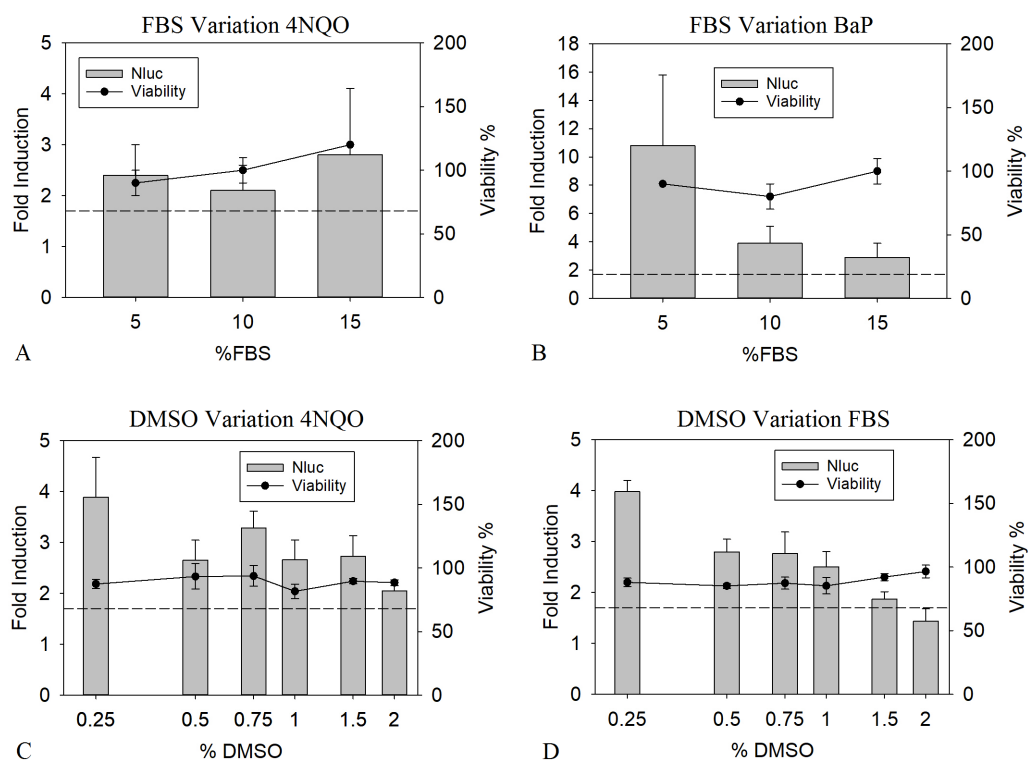 FBS Variation 4NQO
Fold Induction
0
1
2
3
4
5
Nluc
Viability
Viability %
0
50
100
150
200
5
10
15
%FBS
A
FBS Variation BaP
Fold Induction
0
2
4
6
8
10
12
14
16
18
Nluc
Viability
Viability %
0
50
100
150
200
5
10
15
%FBS
B
DMSO Variation 4NQO
Fold Induction
0
1
2
3
4
5
Nluc
Viability
Viability %
0
50
100
150
200
0.25
0.5
0.75
1
1.5
2
% DMSO
C
DMSO Variation FBS
Fold Induction
0
1
2
3
4
5
Nluc
Viability
Viability %
0
50
100
150
200
0.25
0.5
0.75
1
1.5
2
% DMSO
D